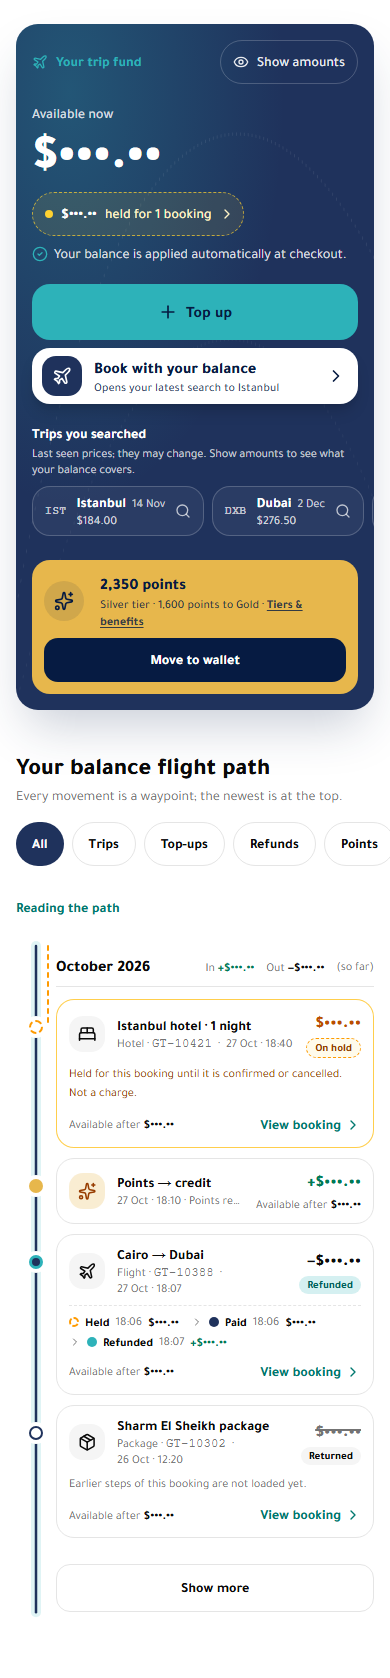 Your trip fund
Show amounts
Available now
$•••.••
$•••.•• held for 1 booking
Your balance is applied automatically at checkout.
Top up
Book with your balance
Opens your latest search to Istanbul
Trips you searched
Last seen prices; they may change. Show amounts to see what
your balance covers.
IST Istanbul 14 Nov
$184.00
DXB Dubai 2 Dec
$276.50
2,350 points
Silver tier · 1,600 points to Gold · Tiers &
benefits
Move to wallet
Your balance flight path
Every movement is a waypoint; the newest is at the top.
All Trips Top-ups Refunds Points
Reading the path
October 2026 In +$•••.•• Out −$•••.•• (so far)
Istanbul hotel · 1 night $•••.••
Hotel · GT-10421 · 27 Oct · 18:40 On hold
Held for this booking until it is confirmed or cancelled.
Not a charge.
Available after $•••.•• View booking
Points → credit +$•••.••
27 Oct · 18:10 · Points re... Available after $•••.••
Cairo → Dubai −$•••.••
Flight · GT-10388 ·
27 Oct · 18:07 Refunded
Held 18:06 $•••.•• Paid 18:06 $•••.••
Refunded 18:07 +$•••.••
Available after $•••.•• View booking
Sharm El Sheikh package $•••.••
Package · GT-10302 ·
26 Oct · 12:20 Returned
Earlier steps of this booking are not loaded yet.
Available after $•••.•• View booking
Show more